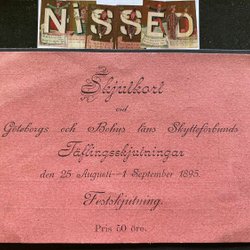 NISSED
Skjutkort
vid
Göteborgs och Bohus läns Skytteförbunds
Täflingsskjutningar
den 25 Augusti—1 September 1895.
Festskjutning.
Pris 50 öre.